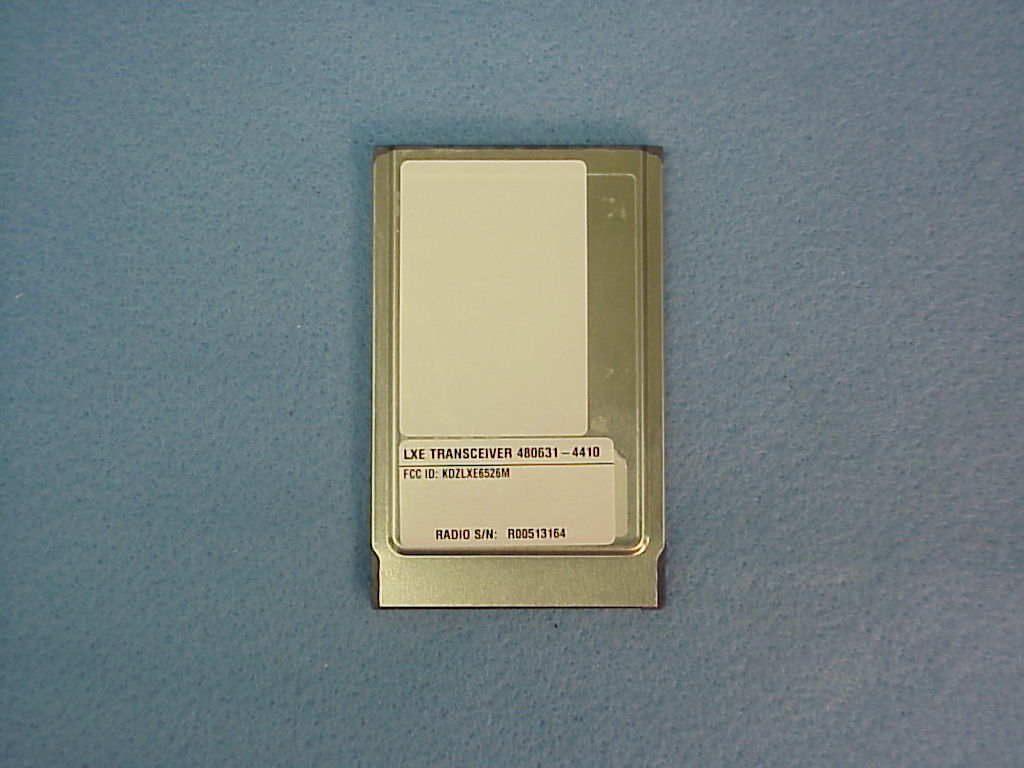 LXE TRANSCEIVER 480631–4410
FCC ID: KDZLXE6526M
RADIO S/N: R00513164